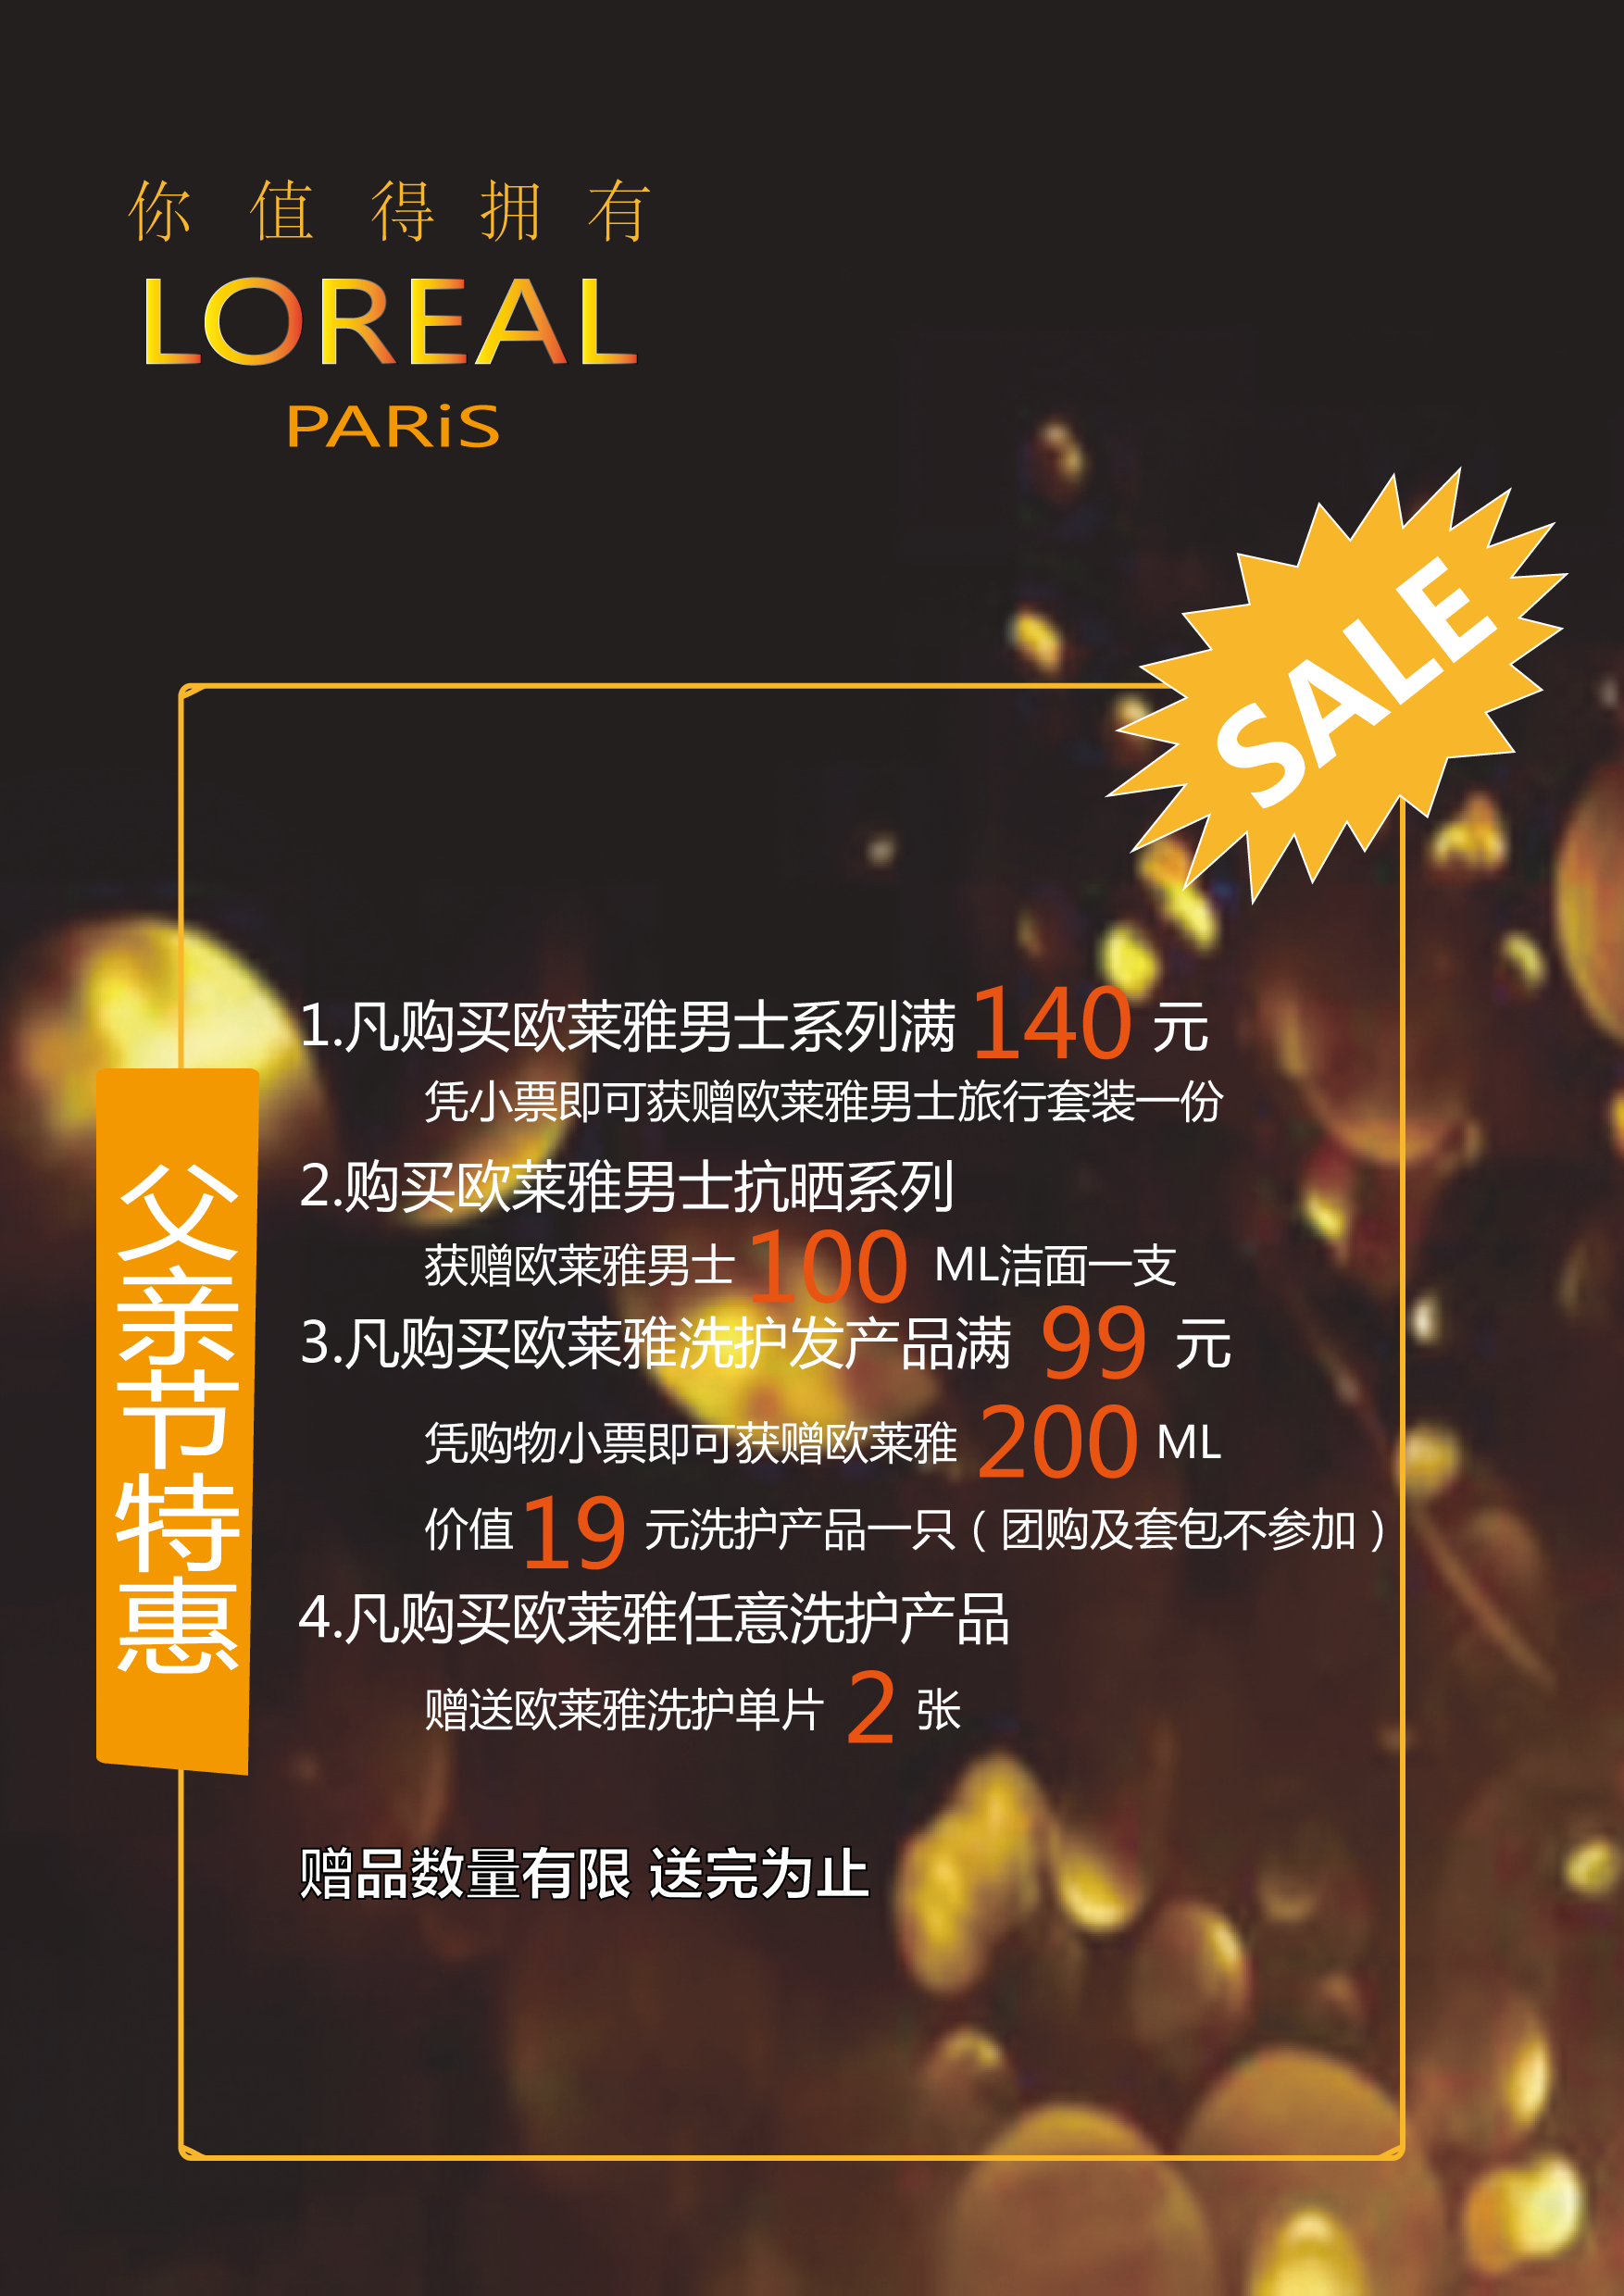 你值得拥有
LOREAL
PARiS
SALE
父亲节特惠
1.凡购买欧莱雅男士系列满 140 元
凭小票即可获赠欧莱雅男士旅行套装一份
2.购买欧莱雅男士抗晒系列
获赠欧莱雅男士 100 ML洁面一支
3.凡购买欧莱雅洗护发产品满 99 元
凭购物小票即可获赠欧莱雅 200 ML
价值 19 元洗护产品一只（团购及套包不参加）
4.凡购买欧莱雅任意洗护产品
赠送欧莱雅洗护单片 2 张
赠品数量有限 送完为止